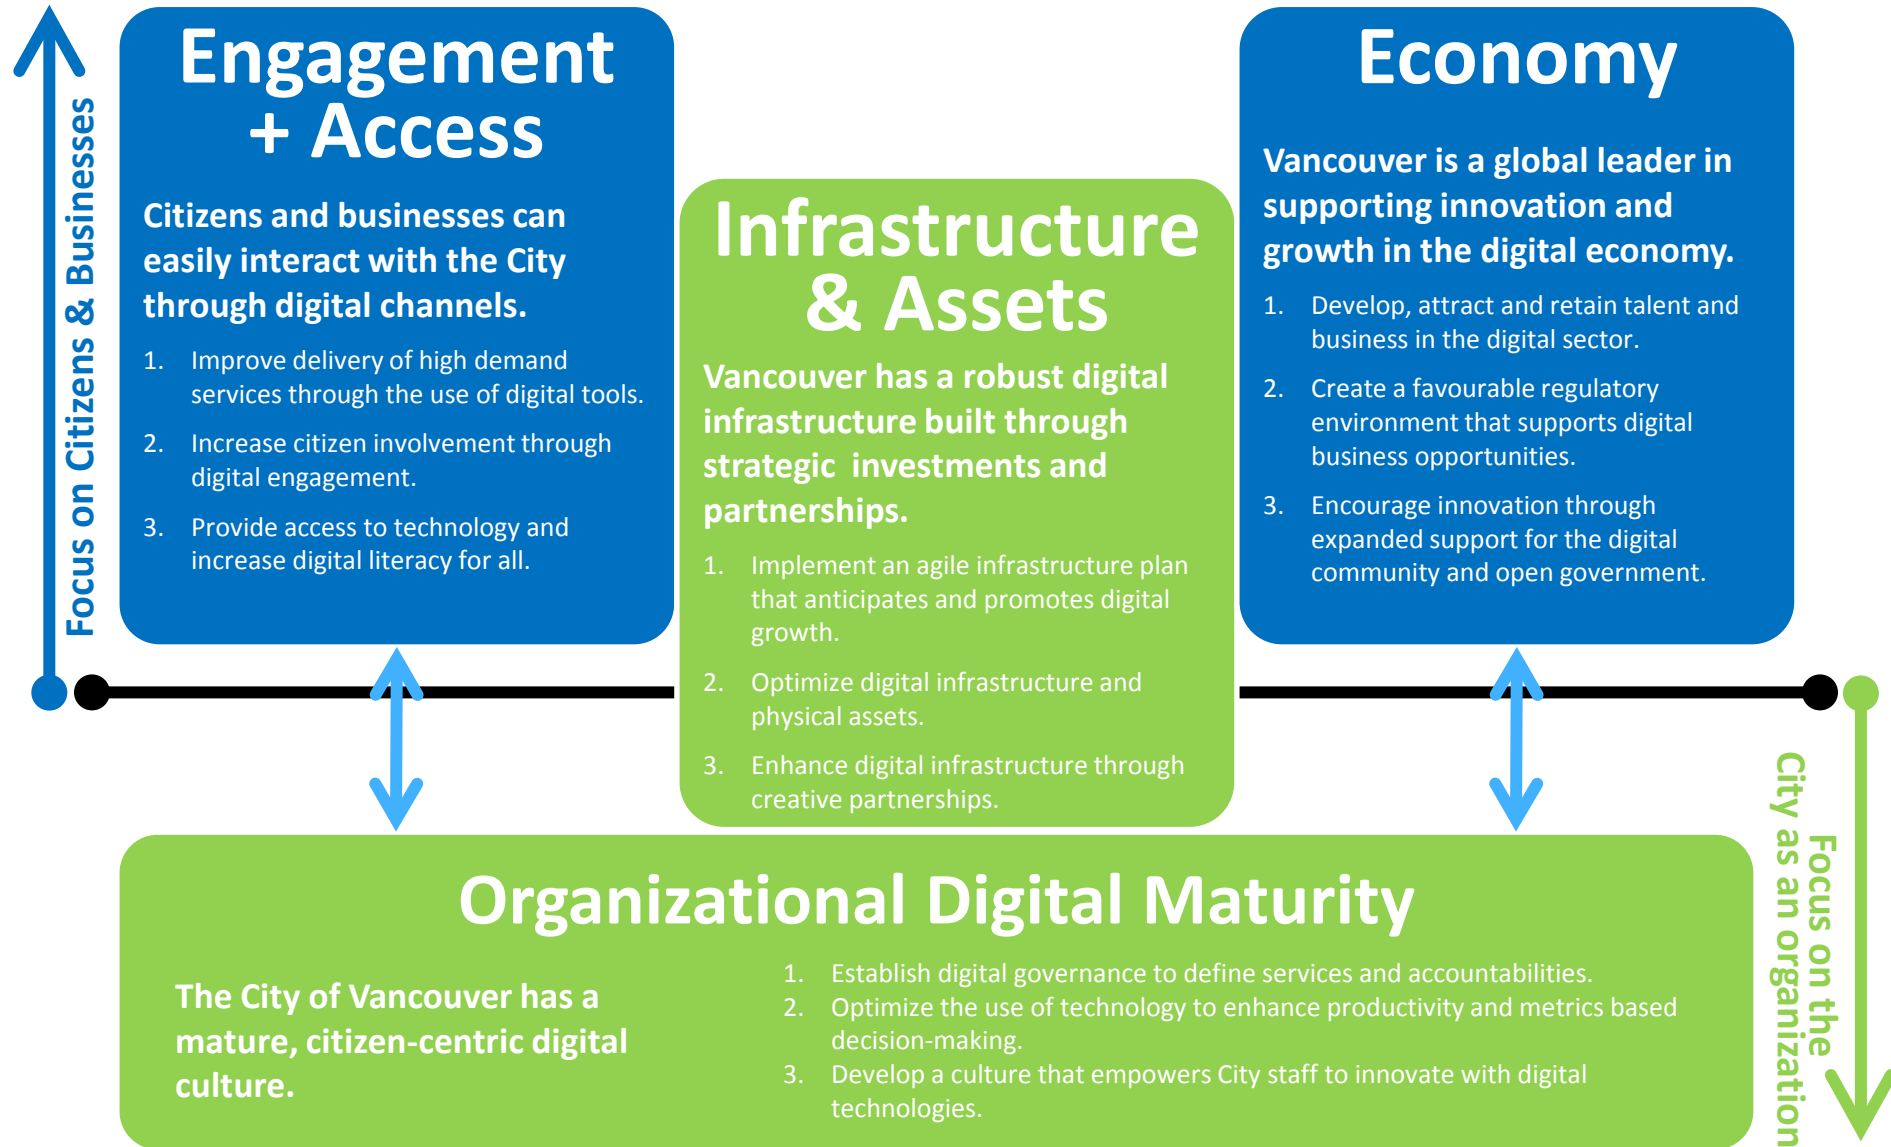 Focus on Citizens & Businesses
Engagement
+ Access
Citizens and businesses can
easily interact with the City
through digital channels.
1. Improve delivery of high demand
services through the use of digital tools.
2. Increase citizen involvement through
digital engagement.
3. Provide access to technology and
increase digital literacy for all.
Infrastructure
& Assets
Vancouver has a robust digital
infrastructure built through
strategic investments and
partnerships.
1. Implement an agile infrastructure plan
that anticipates and promotes digital
growth.
2. Optimize digital infrastructure and
physical assets.
3. Enhance digital infrastructure through
creative partnerships.
Economy
Vancouver is a global leader in
supporting innovation and
growth in the digital economy.
1. Develop, attract and retain talent and
business in the digital sector.
2. Create a favourable regulatory
environment that supports digital
business opportunities.
3. Encourage innovation through
expanded support for the digital
community and open government.
Organizational Digital Maturity
The City of Vancouver has a
mature, citizen-centric digital
culture.
1. Establish digital governance to define services and accountabilities.
2. Optimize the use of technology to enhance productivity and metrics based
decision-making.
3. Develop a culture that empowers City staff to innovate with digital
technologies.
Focus on the
City as an organization